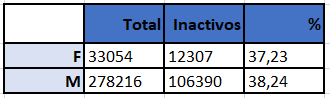 Total Inactivos %
F 33054 12307 37,23
M 278216 106390 38,24